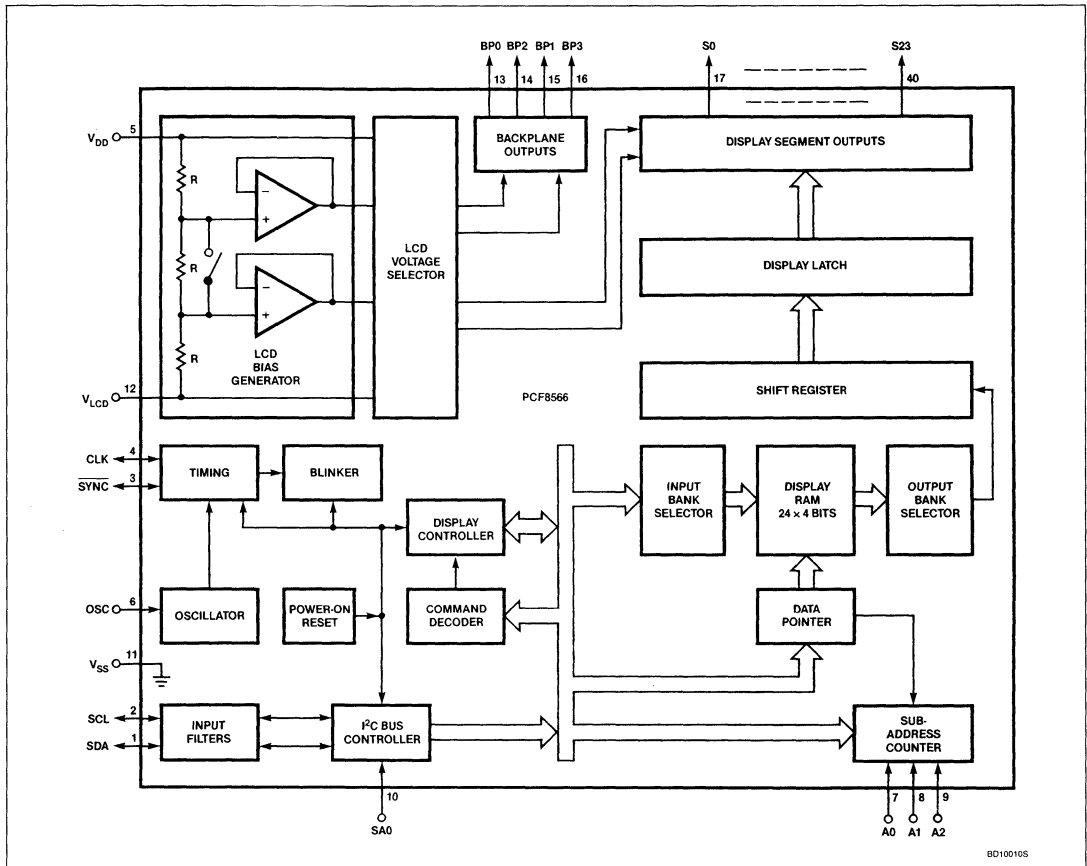 BP0 BP2 BP1 BP3
13 14 15 16
S0 S23
17 40
VDD 5
R
R
R
−
+
−
+
LCD
BIAS
GENERATOR
LCD
VOLTAGE
SELECTOR
BACKPLANE
OUTPUTS
DISPLAY SEGMENT OUTPUTS
DISPLAY LATCH
SHIFT REGISTER
VLCD 12
PCF8566
CLK 4
SYNC 3
TIMING
BLINKER
DISPLAY
CONTROLLER
INPUT
BANK
SELECTOR
DISPLAY
RAM
24 × 4 BITS
OUTPUT
BANK
SELECTOR
OSC 6
OSCILLATOR
POWER-ON
RESET
COMMAND
DECODER
DATA
POINTER
VSS 11
SCL 2
SDA 1
INPUT
FILTERS
I²C BUS
CONTROLLER
SUB-
ADDRESS
COUNTER
10
SA0
7 8 9
A0 A1 A2
BD10010S